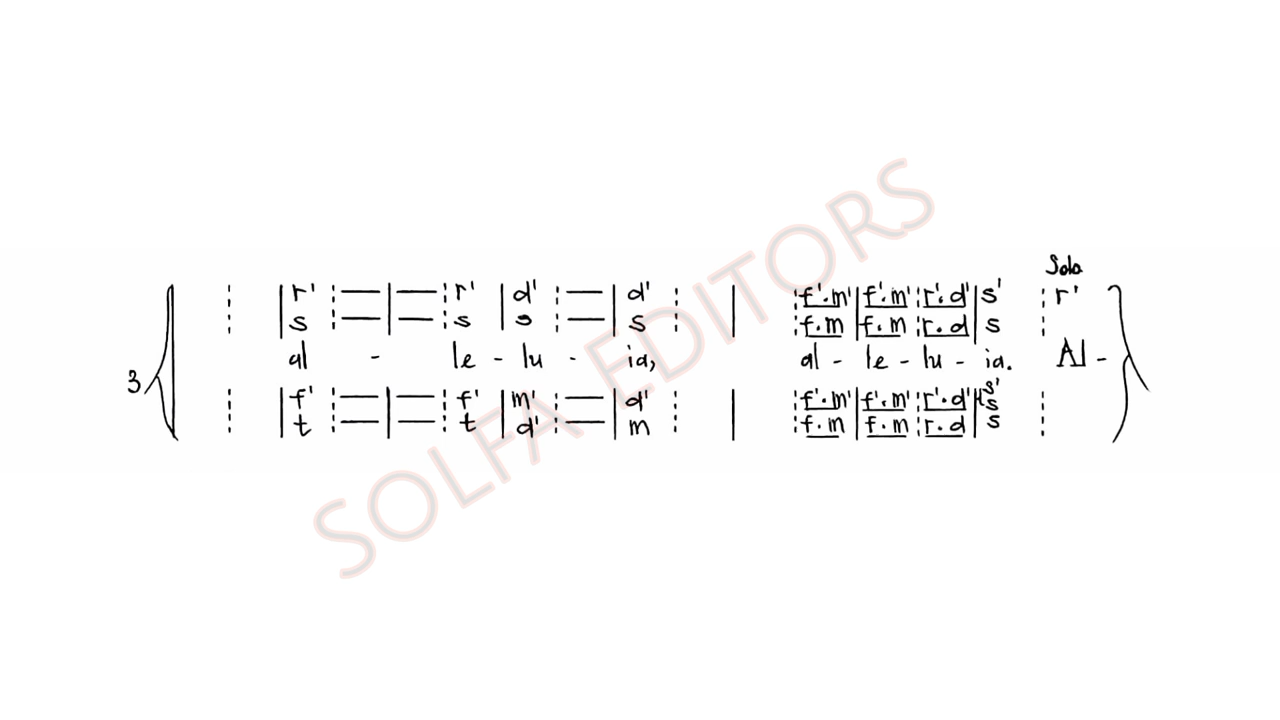 Solo
¦ |r' ¦— |— ¦r' |d' ¦— |d' ¦ | ¦f'.m' |f'.m' ¦r'.d' |s' ¦r'
¦ |s ¦— |— ¦s |s ¦— |s ¦ | ¦f.m |f.m ¦r.d |s ¦
al - le - lu - ia, al - le - lu - ia. Al -
3
¦ |f' ¦— |— ¦f' |m' ¦— |d' ¦ | ¦f'.m' |f'.m' ¦r'.d' |s' s ¦
¦ |t ¦— |— ¦t |d' ¦— |m ¦ | ¦f.m |f.m ¦r.d |s ¦
SOLFA EDITORS